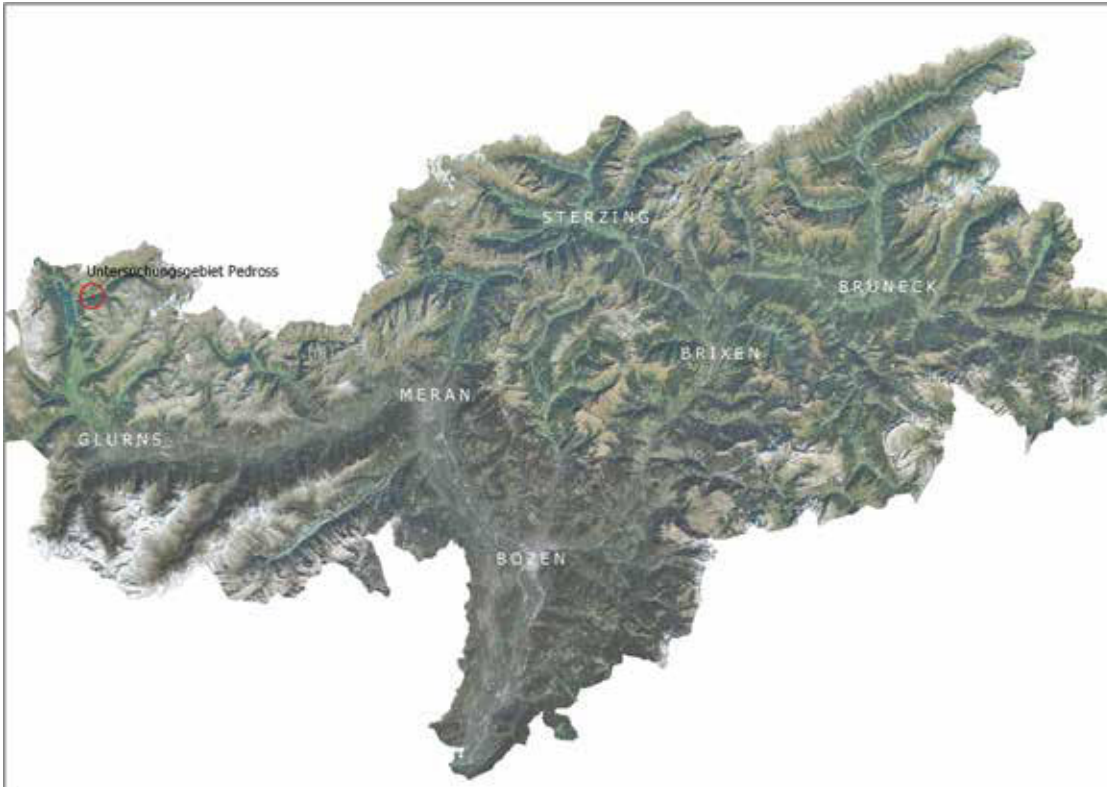 STERZING
Untersuchungsgebiet Pedross
BRUNECK
BRIXEN
MERAN
GLURNS
BOZEN